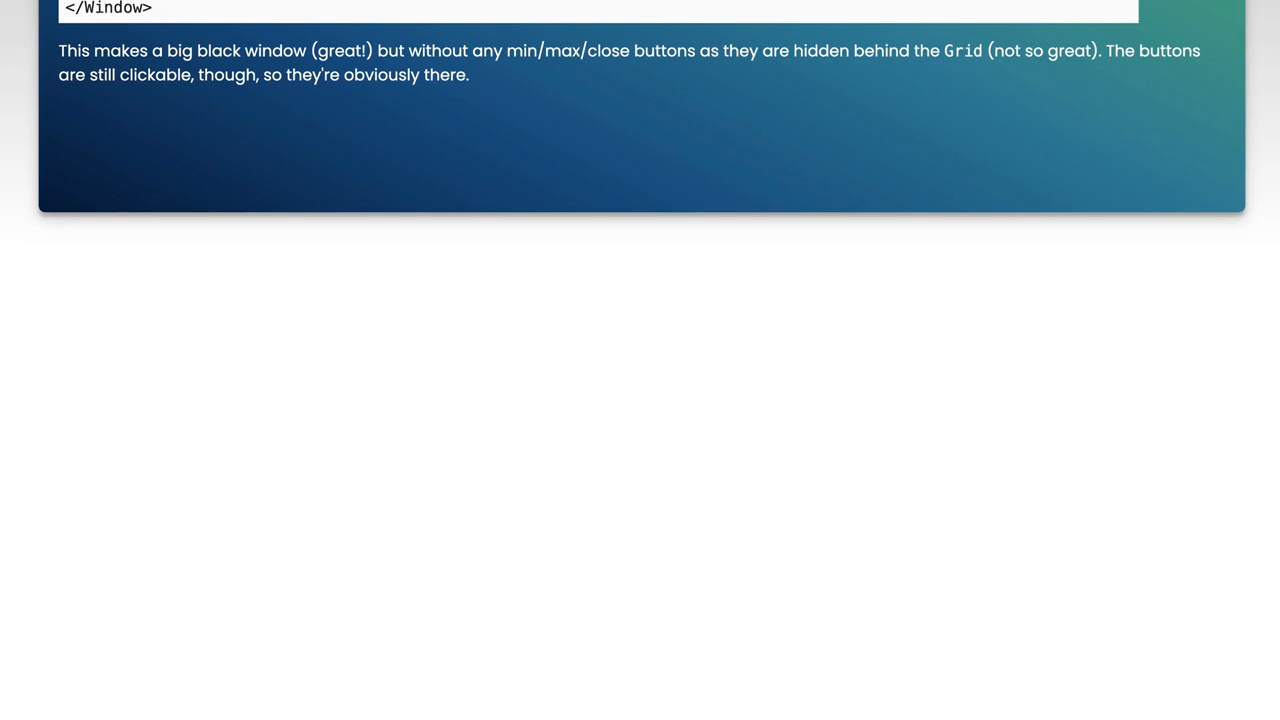 </Window>
This makes a big black window (great!) but without any min/max/close buttons as they are hidden behind the Grid (not so great). The buttons
are still clickable, though, so they're obviously there.